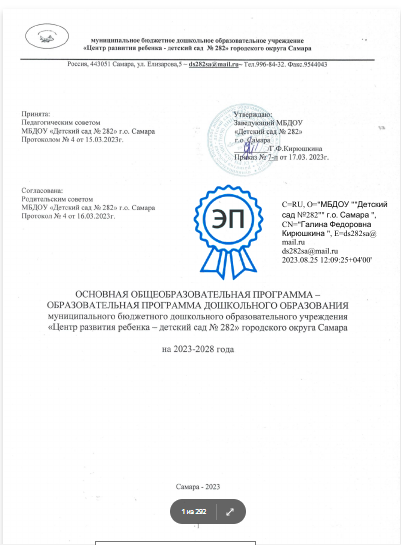 муниципальное бюджетное дошкольное образовательное учреждение
«Центр развития ребенка - детский сад № 282» городского округа Самара
Россия, 443051 Самара, ул. Елизарова,5 – ds282sa@mail.ru– Тел.996-84-32. Факс.9544043
Принята:
Педагогическим советом
МБДОУ «Детский сад № 282» г.о. Самара
Протоколом № 4 от 15.03.2023г.
Утверждаю:
Заведующий МБДОУ
«Детский сад № 282»
г.о. Самара
/Г.Ф.Кирюшкина
Приказ № 7-п от 17.03. 2023г.
Согласована:
Родительским советом
МБДОУ «Детский сад № 282» г.о. Самара
Протокол № 4 от 16.03.2023г.
ЭП
C=RU, O="МБДОУ ""Детский
сад №282"" г.о. Самара ",
CN="Галина Федоровна
Кирюшкина ", E=ds282sa@
mail.ru
ds282sa@mail.ru
2023.08.25 12:09:25+04'00'
ОСНОВНАЯ ОБЩЕОБРАЗОВАТЕЛЬНАЯ ПРОГРАММА –
ОБРАЗОВАТЕЛЬНАЯ ПРОГРАММА ДОШКОЛЬНОГО ОБРАЗОВАНИЯ
муниципального бюджетного дошкольного образовательного учреждения
«Центр развития ребенка – детский сад № 282» городского округа Самара
на 2023-2028 года
Самара - 2023
1 из 292